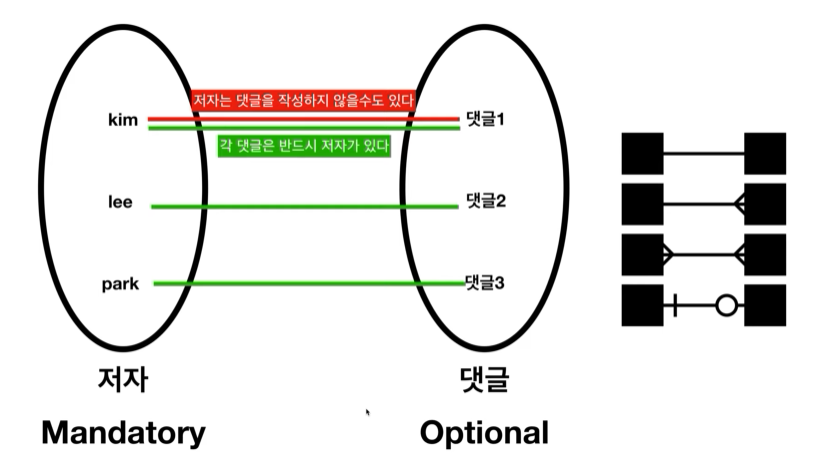 저자는 댓글을 작성하지 않을수도 있다
kim
댓글1
각 댓글은 반드시 저자가 있다
lee
댓글2
park
댓글3
저자
댓글
Mandatory
Optional